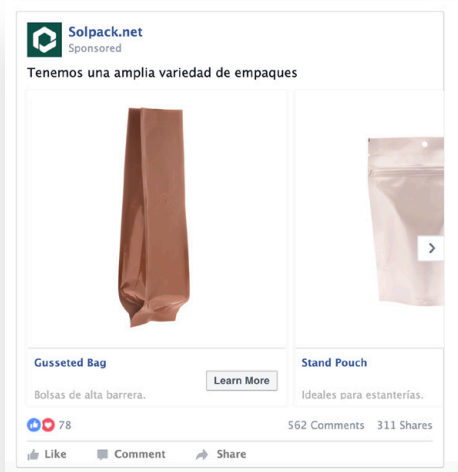 Solpack.net
Sponsored
Tenemos una amplia variedad de empaques
Gusseted Bag
Learn More
Bolsas de alta barrera.
Stand Pouch
Ideales para estanterías.
78
562 Comments 311 Shares
Like Comment Share